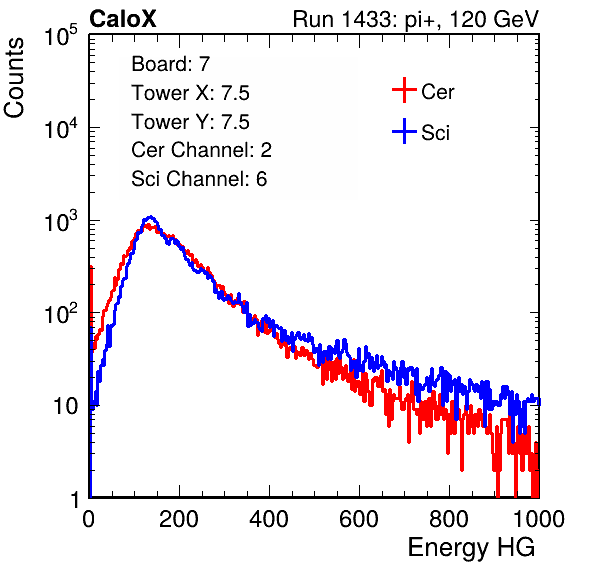 CaloX Run 1433: pi+, 120 GeV
Counts
10^5
10^4
10^3
10^2
10
1
Board: 7
Tower X: 7.5
Tower Y: 7.5
Cer Channel: 2
Sci Channel: 6
Cer
Sci
0 200 400 600 800 1000
Energy HG